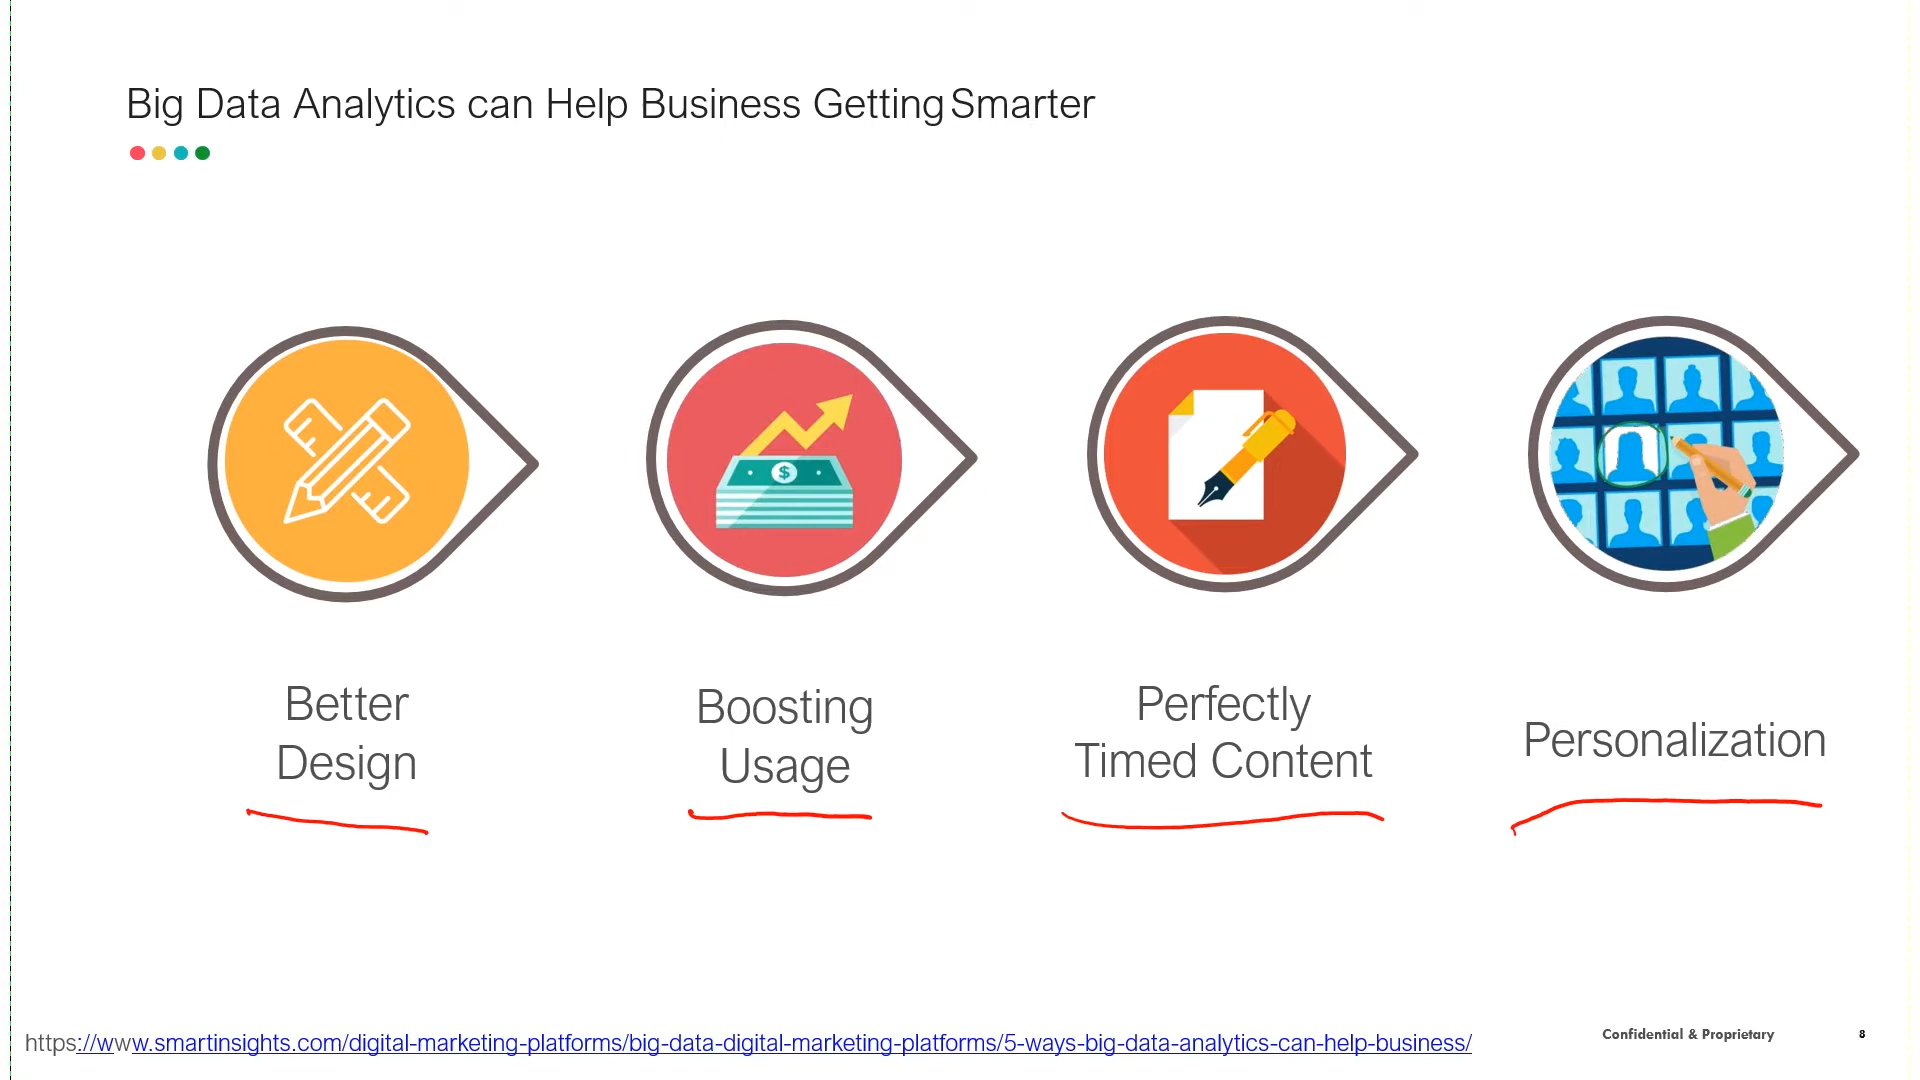 Big Data Analytics can Help Business Getting Smarter
$
Better
Design
Boosting
Usage
Perfectly
Timed Content
Personalization
https://www.smartinsights.com/digital-marketing-platforms/big-data-digital-marketing-platforms/5-ways-big-data-analytics-can-help-business/
Confidential & Proprietary
8